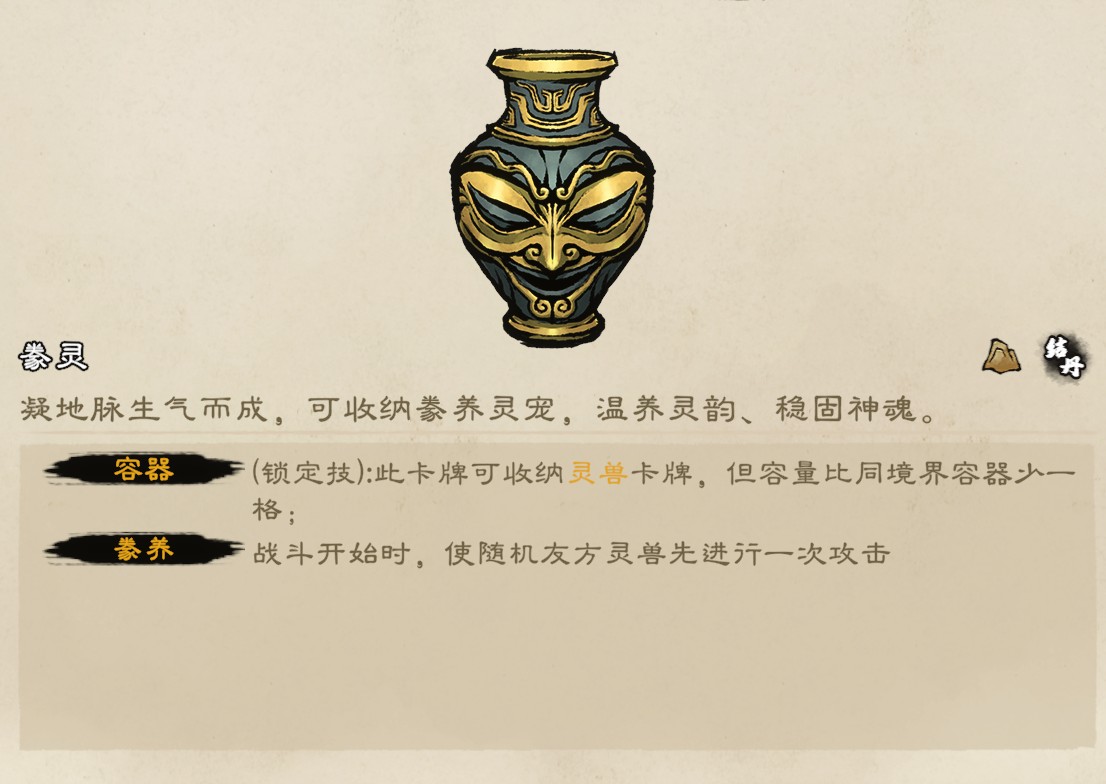 豢灵
结丹
凝地脉生气而成，可收纳豢养灵宠，温养灵韵、稳固神魂。
容器 (锁定技):此卡牌可收纳灵兽卡牌，但容量比同境界容器少一
格；
豢养 战斗开始时，使随机友方灵兽先进行一次攻击